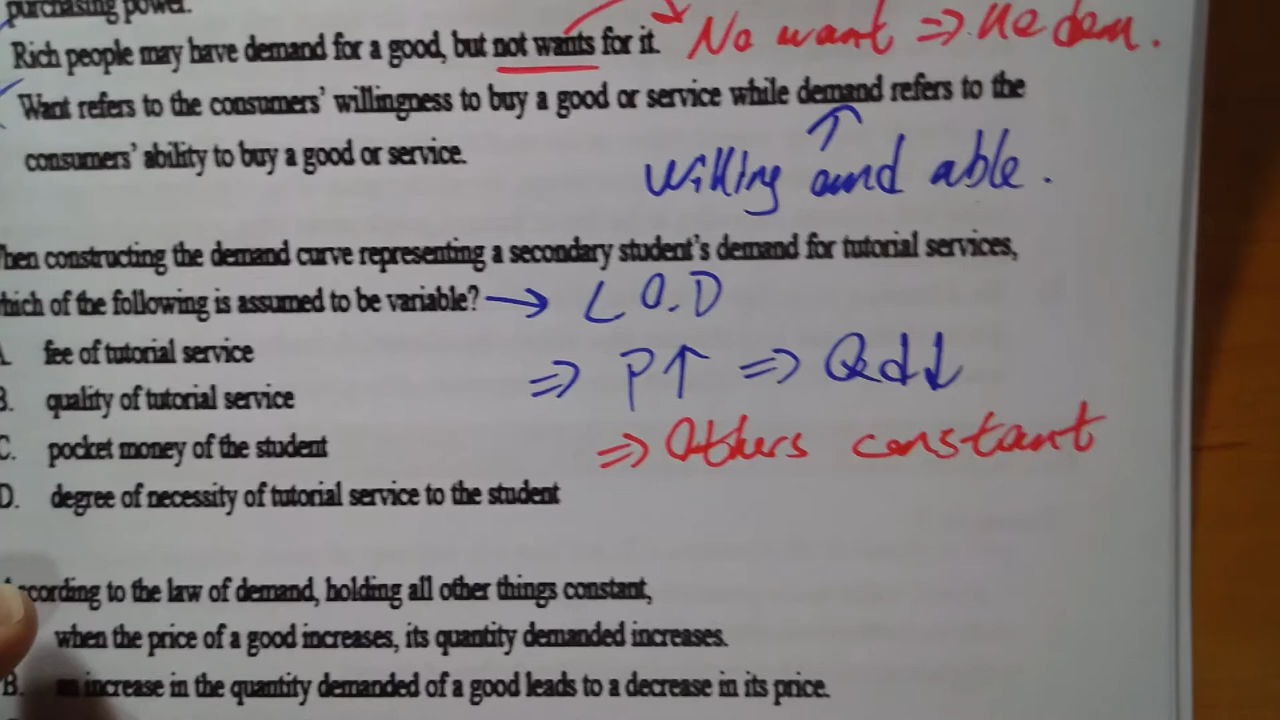 purchasing power.
Rich people may have demand for a good, but not wants for it. No want ⇒ no dem.
Want refers to the consumers' willingness to buy a good or service while demand refers to the
consumers' ability to buy a good or service.
willing and able.
hen constructing the demand curve representing a secondary student's demand for tutorial services,
hich of the following is assumed to be variable? → L O.D
fee of tutorial service
⇒ P↑ ⇒ Qd↓
B. quality of tutorial service
C. pocket money of the student
⇒ Others constant
D. degree of necessity of tutorial service to the student
ccording to the law of demand, holding all other things constant,
when the price of a good increases, its quantity demanded increases.
B. an increase in the quantity demanded of a good leads to a decrease in its price.